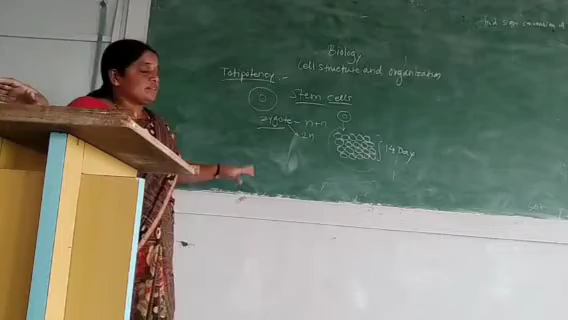 Biology
Cell structure and organization
Totipotency :-
Stem cells
Zygote - n+n
2n
14 Day